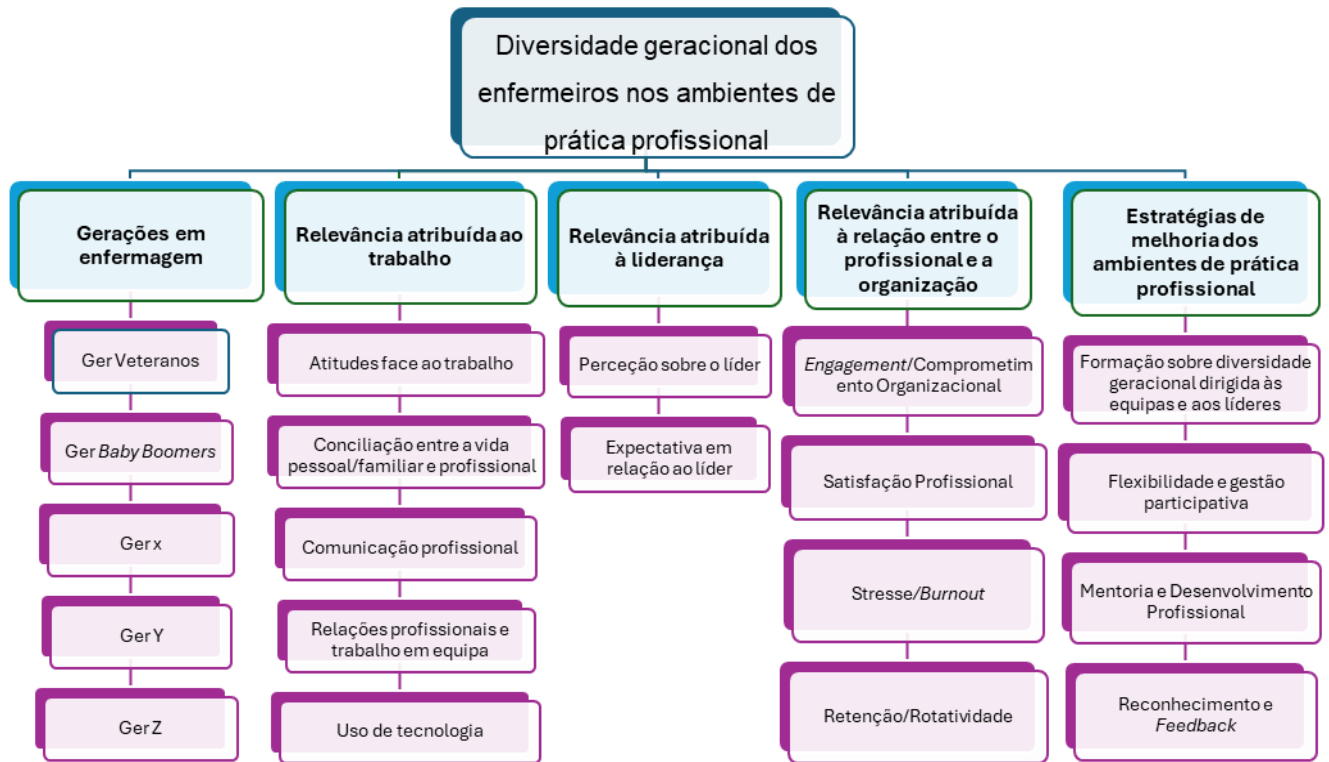 Diversidade geracional dos
enfermeiros nos ambientes de
prática profissional
Gerações em
enfermagem
Ger Veteranos
Ger Baby Boomers
Ger x
Ger Y
Ger Z
Relevância atribuída ao
trabalho
Atitudes face ao trabalho
Conciliação entre a vida
pessoal/familiar e profissional
Comunicação profissional
Relações profissionais e
trabalho em equipa
Uso de tecnologia
Relevância atribuída
à liderança
Perceção sobre o líder
Expectativa em
relação ao líder
Relevância atribuída
à relação entre o
profissional e a
organização
Engagement/Comprometim
ento Organizacional
Satisfação Profissional
Stresse/Burnout
Retenção/Rotatividade
Estratégias de
melhoria dos
ambientes de prática
profissional
Formação sobre diversidade
geracional dirigida às
equipas e aos líderes
Flexibilidade e gestão
participativa
Mentoria e Desenvolvimento
Profissional
Reconhecimento e
Feedback